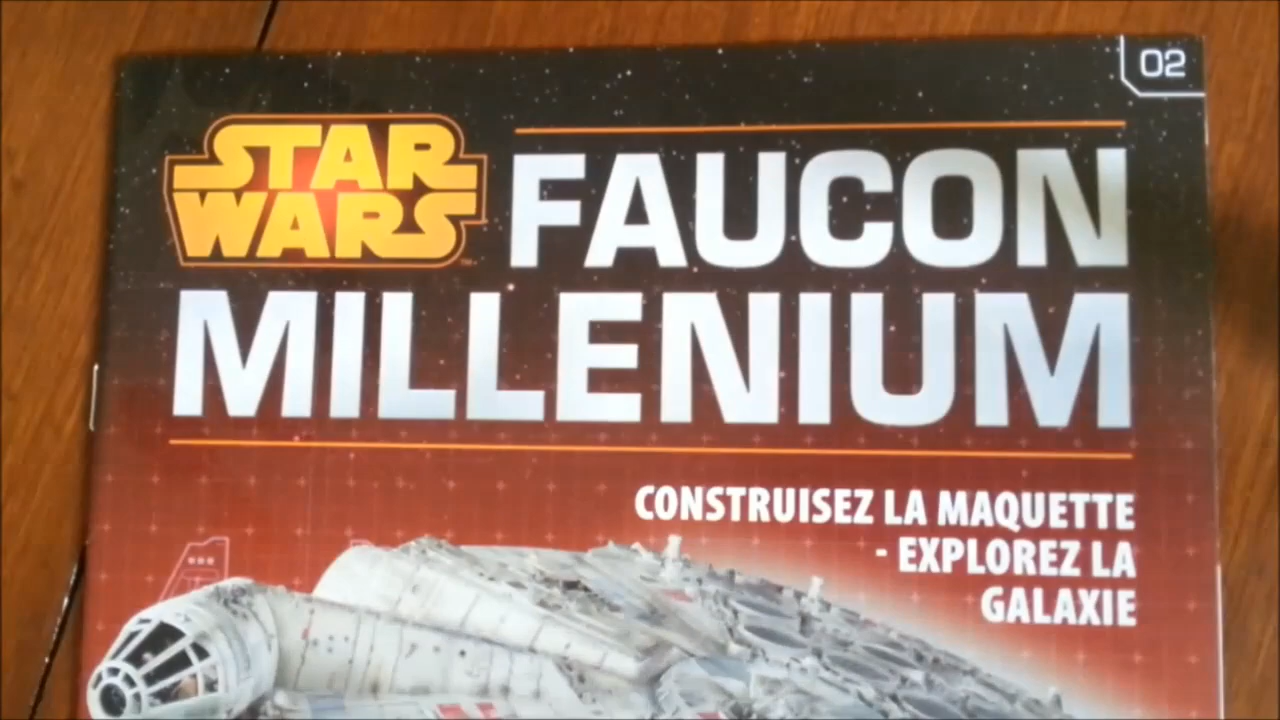 02
STAR
WARS
FAUCON
MILLENIUM
CONSTRUISEZ LA MAQUETTE
- EXPLOREZ LA
GALAXIE